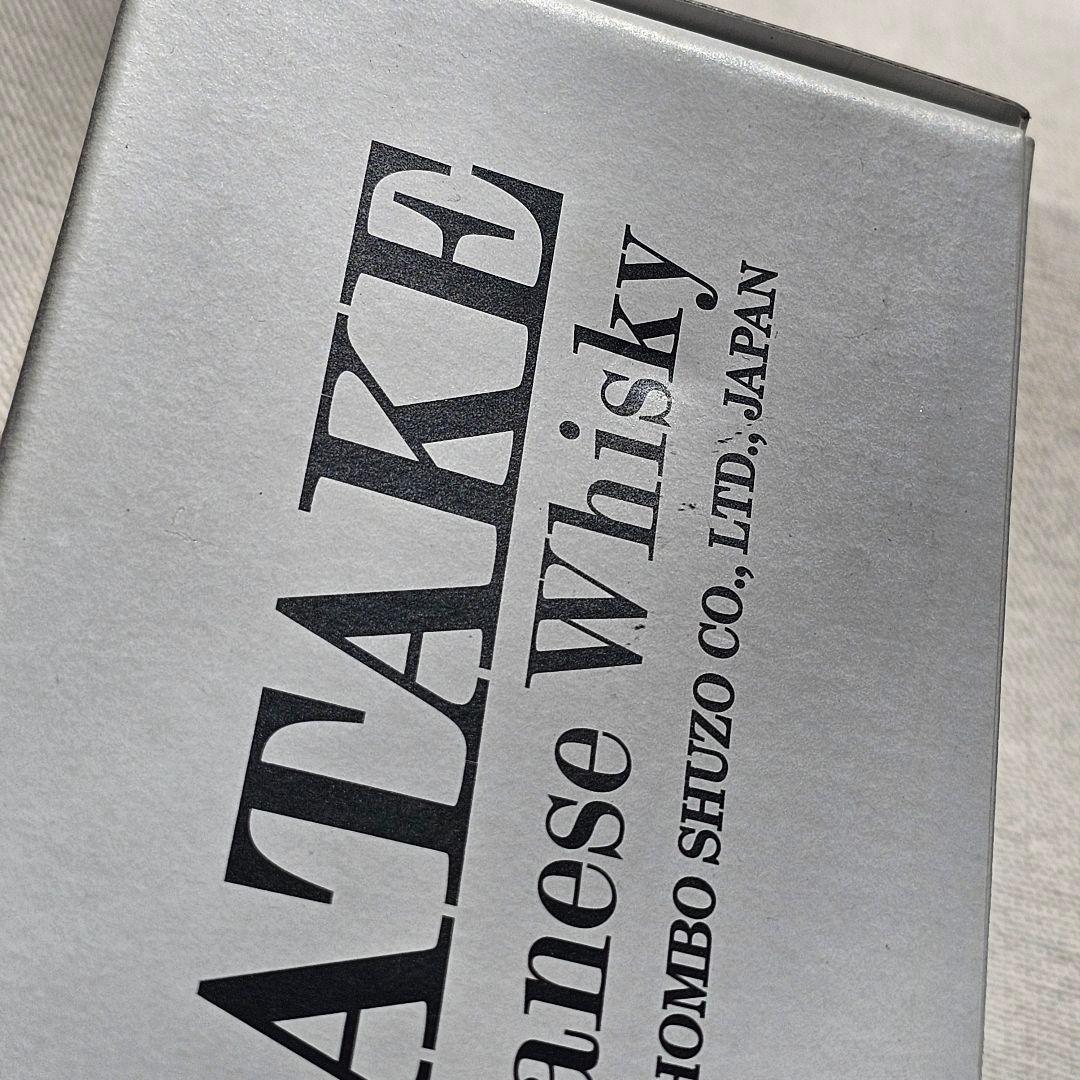 ATAKE
anese Whisky
HOMBO SHUZO CO., LTD., JAPAN